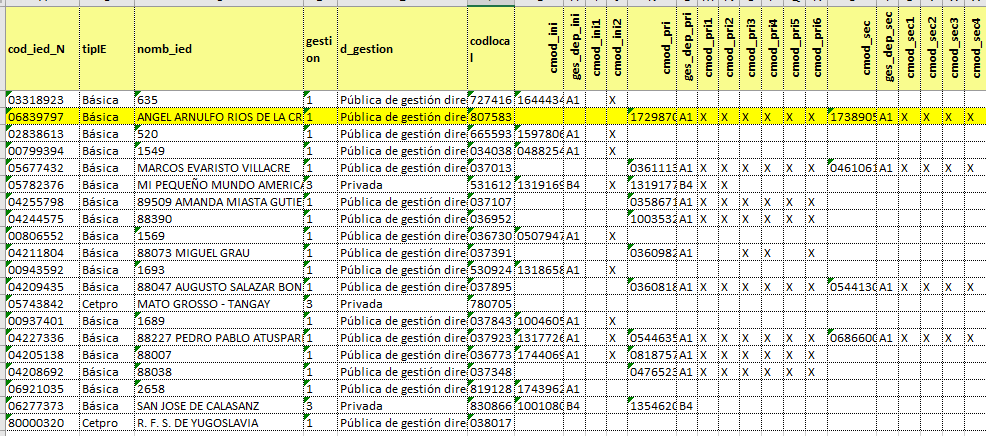 cod_ied_N tipIE nomb_ied gestion d_gestion codlocal cmod_ini ges_dep_ini cmod_ini1 cmod_ini2 cmod_pri ges_dep_pri cmod_pri1 cmod_pri2 cmod_pri3 cmod_pri4 cmod_pri5 cmod_pri6 cmod_sec ges_dep_sec cmod_sec1 cmod_sec2 cmod_sec3 cmod_sec4
03318923 Básica 635 1 Pública de gestión dire 727416 1644434 A1 X
06839797 Básica ANGEL ARNULFO RIOS DE LA CR 1 Pública de gestión dire 807583 1729870 A1 X X X X X X 1738905 A1 X X X X
02838613 Básica 520 1 Pública de gestión dire 665593 1597806 A1 X
00799394 Básica 1549 1 Pública de gestión dire 034038 0488254 A1 X
05677432 Básica MARCOS EVARISTO VILLACRE 1 Pública de gestión dire 037013 0361113 A1 X X X X X X 0461061 A1 X X X X
05782376 Básica MI PEQUEÑO MUNDO AMERICA 3 Privada 531612 1319169 B4 X 1319177 B4 X X
04255798 Básica 89509 AMANDA MIASTA GUTIE 1 Pública de gestión dire 037107 0358671 A1 X X X X X X
04244575 Básica 88390 1 Pública de gestión dire 036952 1003532 A1 X X X X X X
00806552 Básica 1569 1 Pública de gestión dire 036730 0507947 A1 X
04211804 Básica 88073 MIGUEL GRAU 1 Pública de gestión dire 037391 0360982 A1 X X X
00943592 Básica 1693 1 Pública de gestión dire 530924 1318658 A1 X
04209435 Básica 88047 AUGUSTO SALAZAR BON 1 Pública de gestión dire 037895 0360818 A1 X X X X X X 0544130 A1 X X X X
05743842 Cetpro MATO GROSSO - TANGAY 3 Privada 780705
00937401 Básica 1689 1 Pública de gestión dire 037843 1004605 A1 X
04227336 Básica 88227 PEDRO PABLO ATUSPAR 1 Pública de gestión dire 037923 1317726 A1 X 0544635 A1 X X X X X X 0686600 A1 X X X X
04205138 Básica 88007 1 Pública de gestión dire 036773 1744069 A1 X 0818757 A1 X X X X X X
04208692 Básica 88038 1 Pública de gestión dire 037348 0476523 A1 X X X X X X
06921035 Básica 2658 1 Pública de gestión dire 819128 1743962 A1
06277373 Básica SAN JOSE DE CALASANZ 3 Privada 830866 1001080 B4 1354620 B4
80000320 Cetpro R. F. S. DE YUGOSLAVIA 1 Pública de gestión dire 038017